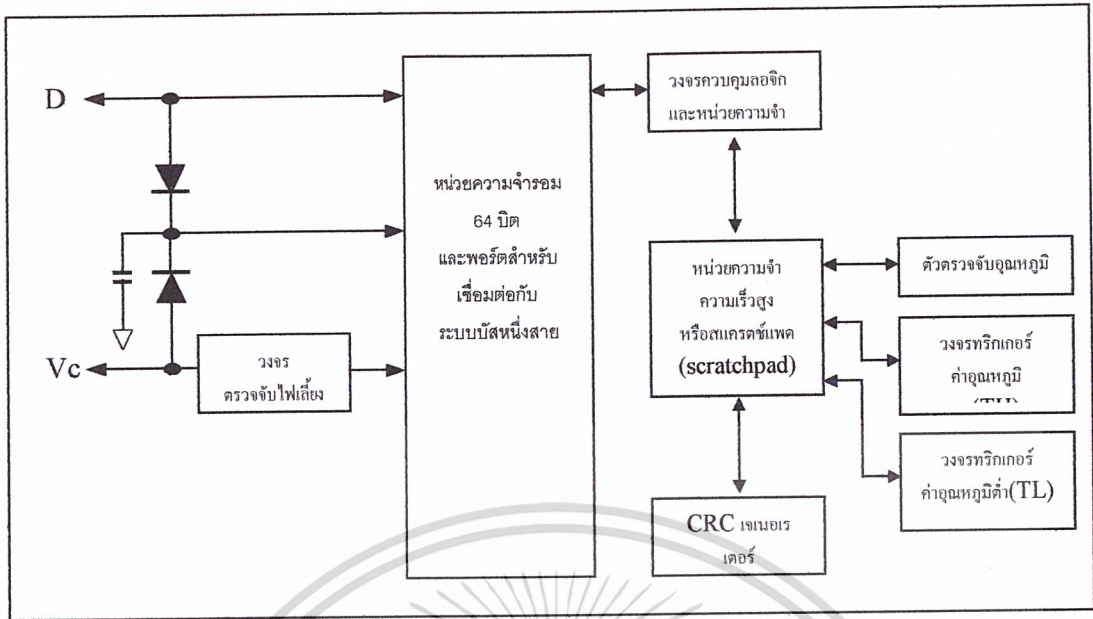 D
Vc
วงจร
ตรวจจับไฟเลี้ยง
หน่วยความจำรอม
64 บิต
และพอร์ตสำหรับ
เชื่อมต่อกับ
ระบบบัสหนึ่งสาย
วงจรควบคุมลอจิก
และหน่วยความจำ
หน่วยความจำ
ความเร็วสูง
หรือสแครตช์แพด
(scratchpad)
CRC เจเนอเร
เตอร์
ตัวตรวจจับอุณหภูมิ
วงจรทริกเกอร์
ค่าอุณหภูมิ
วงจรทริกเกอร์
ค่าอุณหภูมิต่ำ(TL)